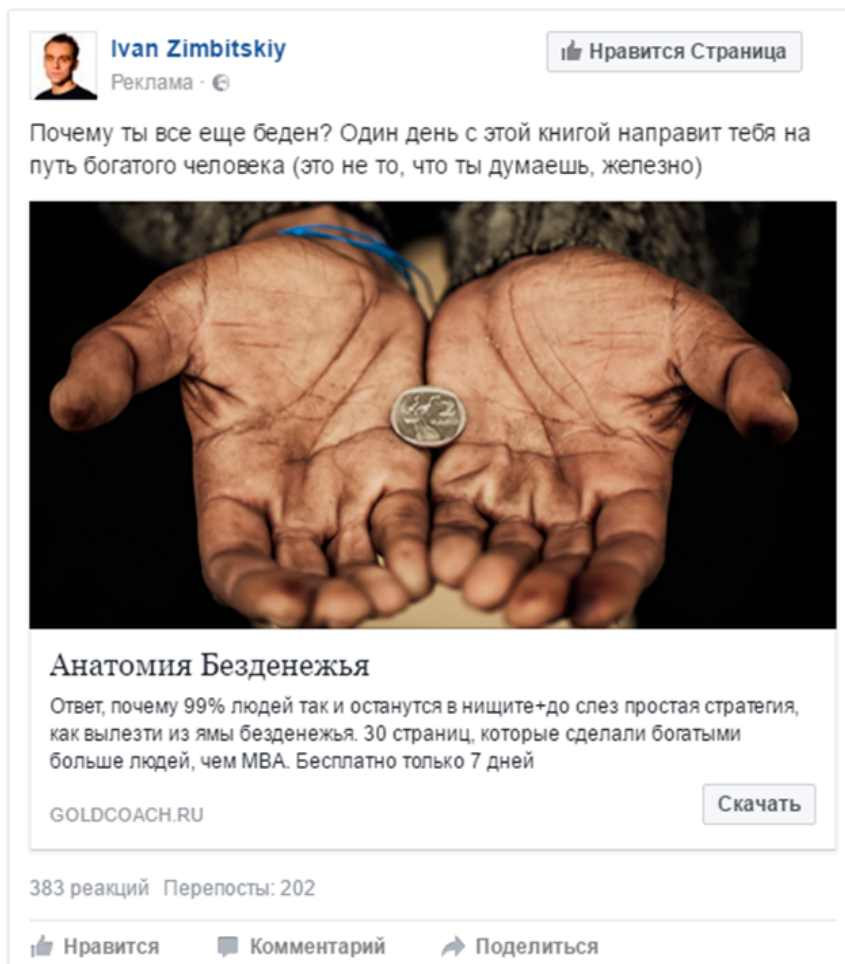 Ivan Zimbitskiy
Нравится Страница
Реклама ·
Почему ты все еще беден? Один день с этой книгой направит тебя на
путь богатого человека (это не то, что ты думаешь, железно)
2
Анатомия Безденежья
Ответ, почему 99% людей так и останутся в нищите+до слез простая стратегия,
как вылезти из ямы безденежья. 30 страниц, которые сделали богатыми
больше людей, чем MBA. Бесплатно только 7 дней
GOLDCOACH.RU
Скачать
383 реакций Перепосты: 202
Нравится Комментарий Поделиться